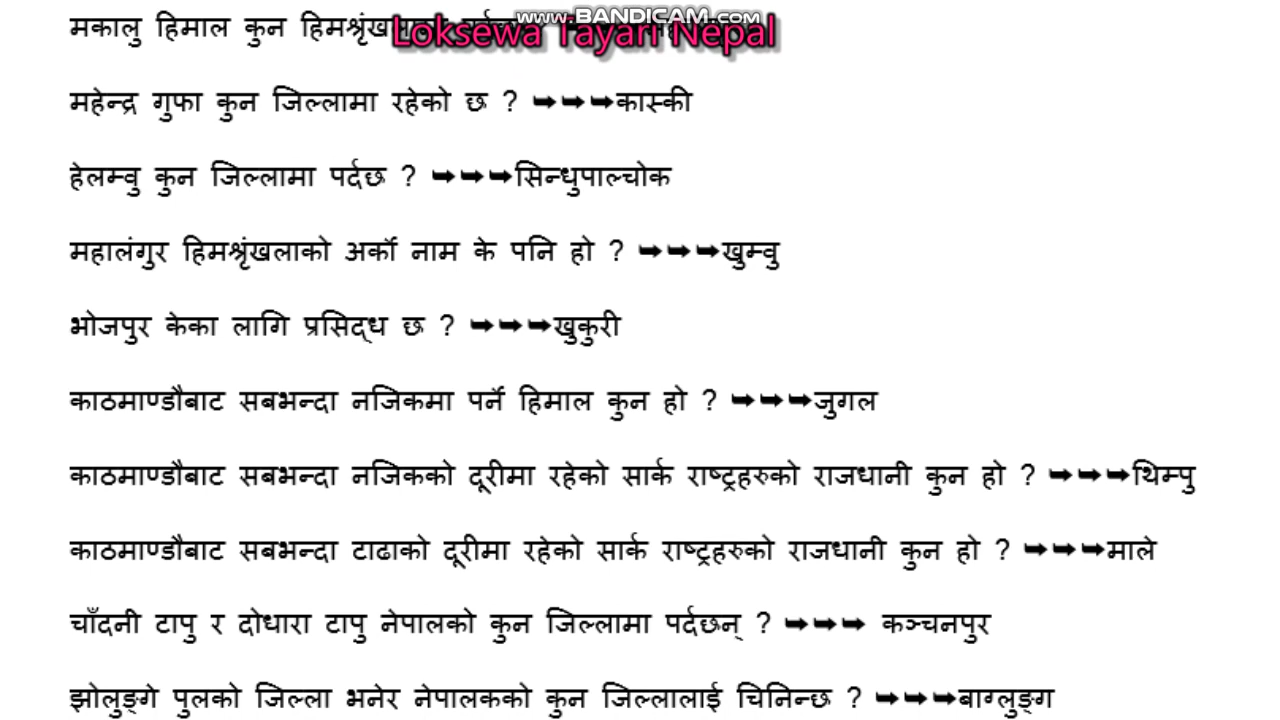 www.BANDICAM.com
Loksewa Tayari Nepal
मकालु हिमाल कुन
महेन्द्र गुफा कुन जिल्लामा रहेको छ ? ➥➥➥कास्की
हेलम्वु कुन जिल्लामा पर्दछ ? ➥➥➥सिन्धुपाल्चोक
महालंगुर हिमश्रृंखलाको अर्को नाम के पनि हो ? ➥➥➥खुम्वु
भोजपुर केका लागि प्रसिद्ध छ ? ➥➥➥खुकुरी
काठमाण्डौबाट सबभन्दा नजिकमा पर्ने हिमाल कुन हो ? ➥➥➥जुगल
काठमाण्डौबाट सबभन्दा नजिकको दूरीमा रहेको सार्क राष्ट्रहरुको राजधानी कुन हो ? ➥➥➥थिम्पु
काठमाण्डौबाट सबभन्दा टाढाको दूरीमा रहेको सार्क राष्ट्रहरुको राजधानी कुन हो ? ➥➥➥माले
चाँदनी टापु र दोधारा टापु नेपालको कुन जिल्लामा पर्दछन् ? ➥➥➥ कञ्चनपुर
झोलुङ्गे पुलको जिल्ला भनेर नेपालकको कुन जिल्लालाई चिनिन्छ ? ➥➥➥बाग्लुङ्ग